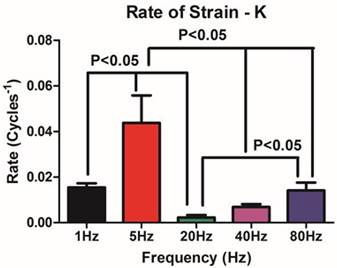 Rate of Strain - K
0.08
0.06
0.04
0.02
0.00
Rate (Cycles⁻¹)
P<0.05
P<0.05
P<0.05
1Hz 5Hz 20Hz 40Hz 80Hz
Frequency (Hz)